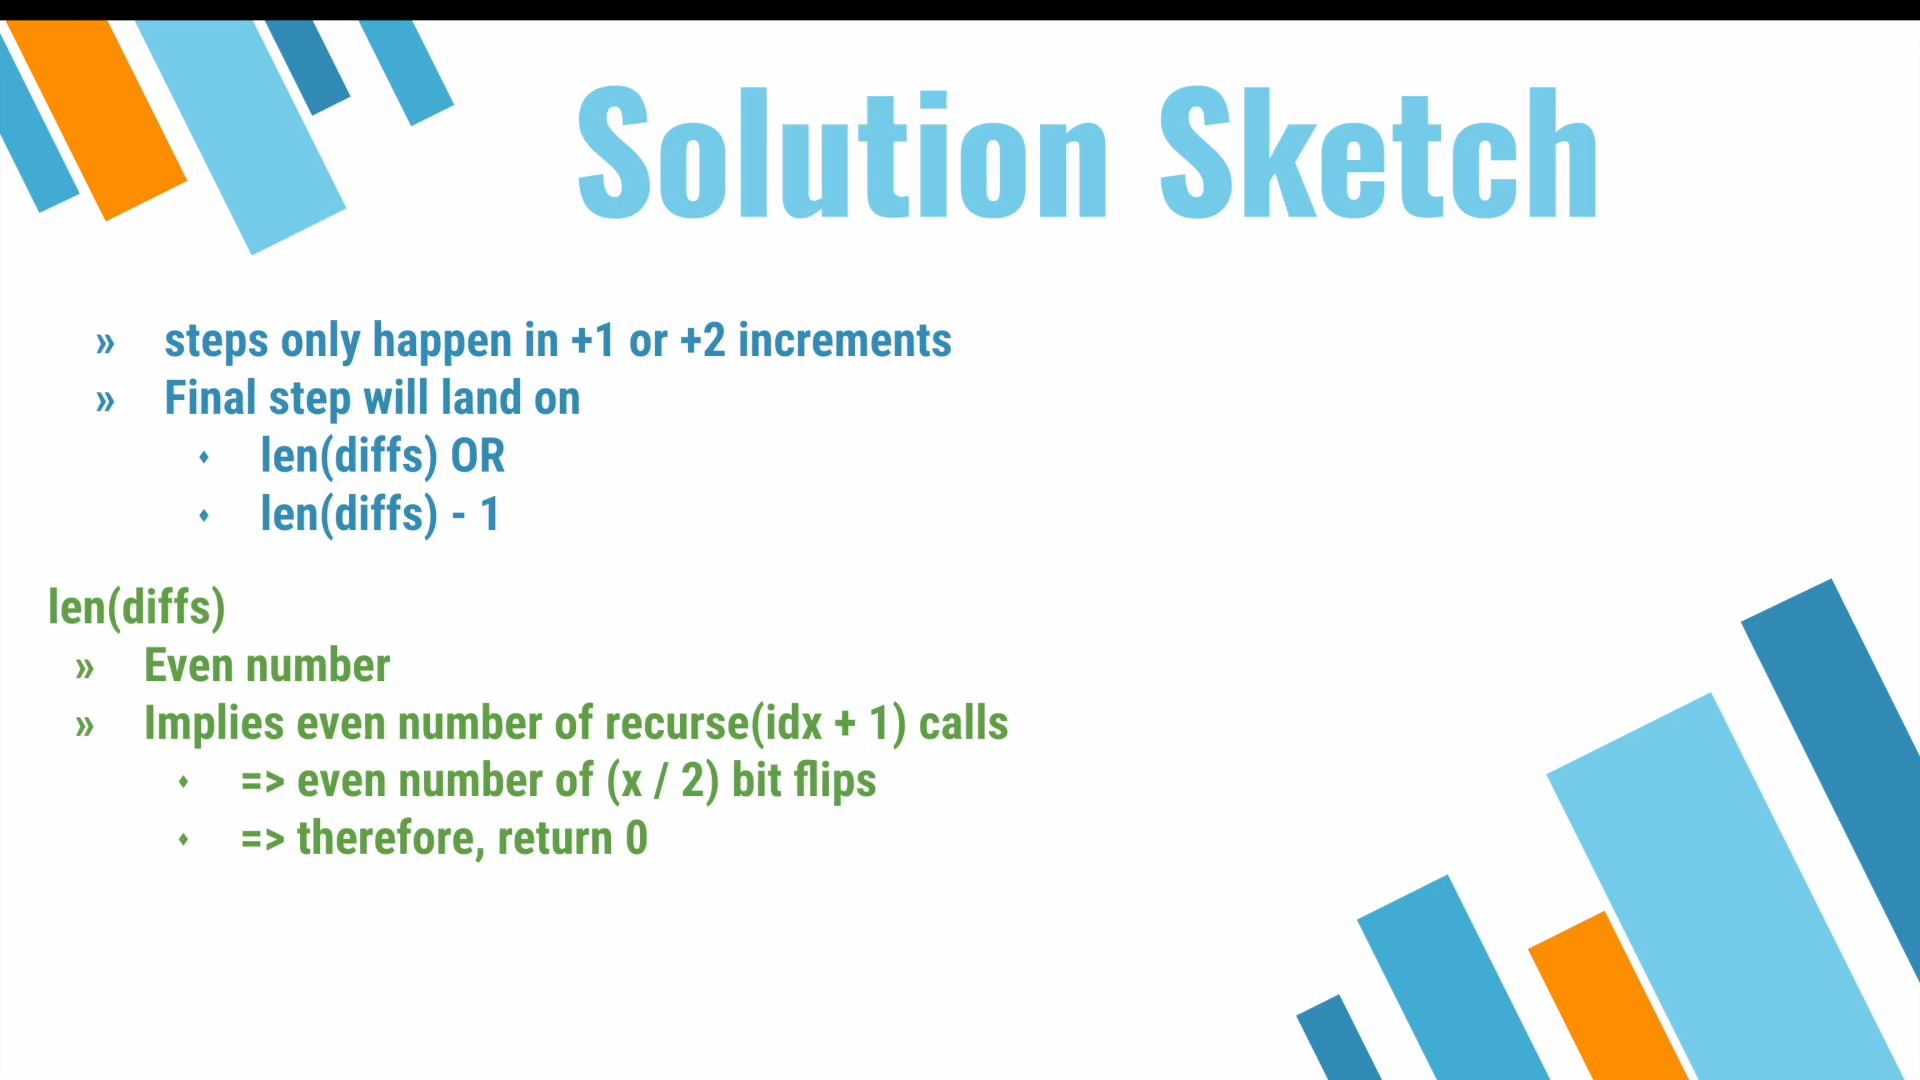 Solution Sketch
» steps only happen in +1 or +2 increments
» Final step will land on
⬧ len(diffs) OR
⬧ len(diffs) - 1
len(diffs)
» Even number
» Implies even number of recurse(idx + 1) calls
⬧ => even number of (x / 2) bit flips
⬧ => therefore, return 0